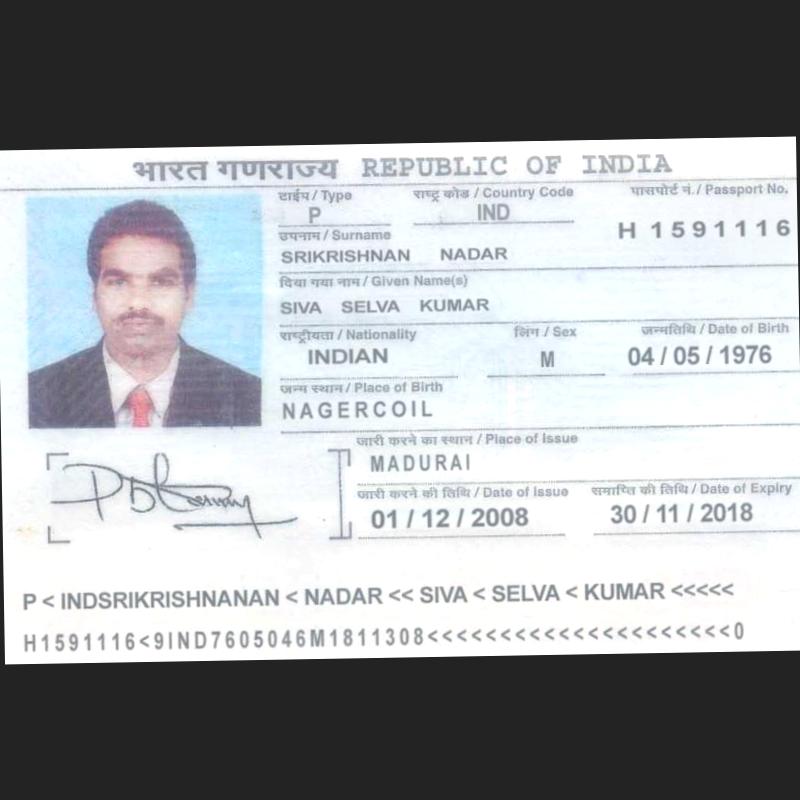 भारत गणराज्य REPUBLIC OF INDIA
टाईप / Type राष्ट्र कोड / Country Code पासपोर्ट नं. / Passport No.
P IND H 1591116
उपनाम / Surname
SRIKRISHNAN NADAR
दिया गया नाम / Given Name(s)
SIVA SELVA KUMAR
राष्ट्रीयता / Nationality लिंग / Sex जन्मतिथि / Date of Birth
INDIAN M 04 / 05 / 1976
जन्म स्थान / Place of Birth
NAGERCOIL
जारी करने का स्थान / Place of Issue
MADURAI
जारी करने की तिथि / Date of Issue समाप्ति की तिथि / Date of Expiry
01 / 12 / 2008 30 / 11 / 2018
P < INDSRIKRISHNANAN < NADAR << SIVA < SELVA < KUMAR <<<<<
H1591116<9IND7605046M1811308<<<<<<<<<<<<<<<<<<<<<<0